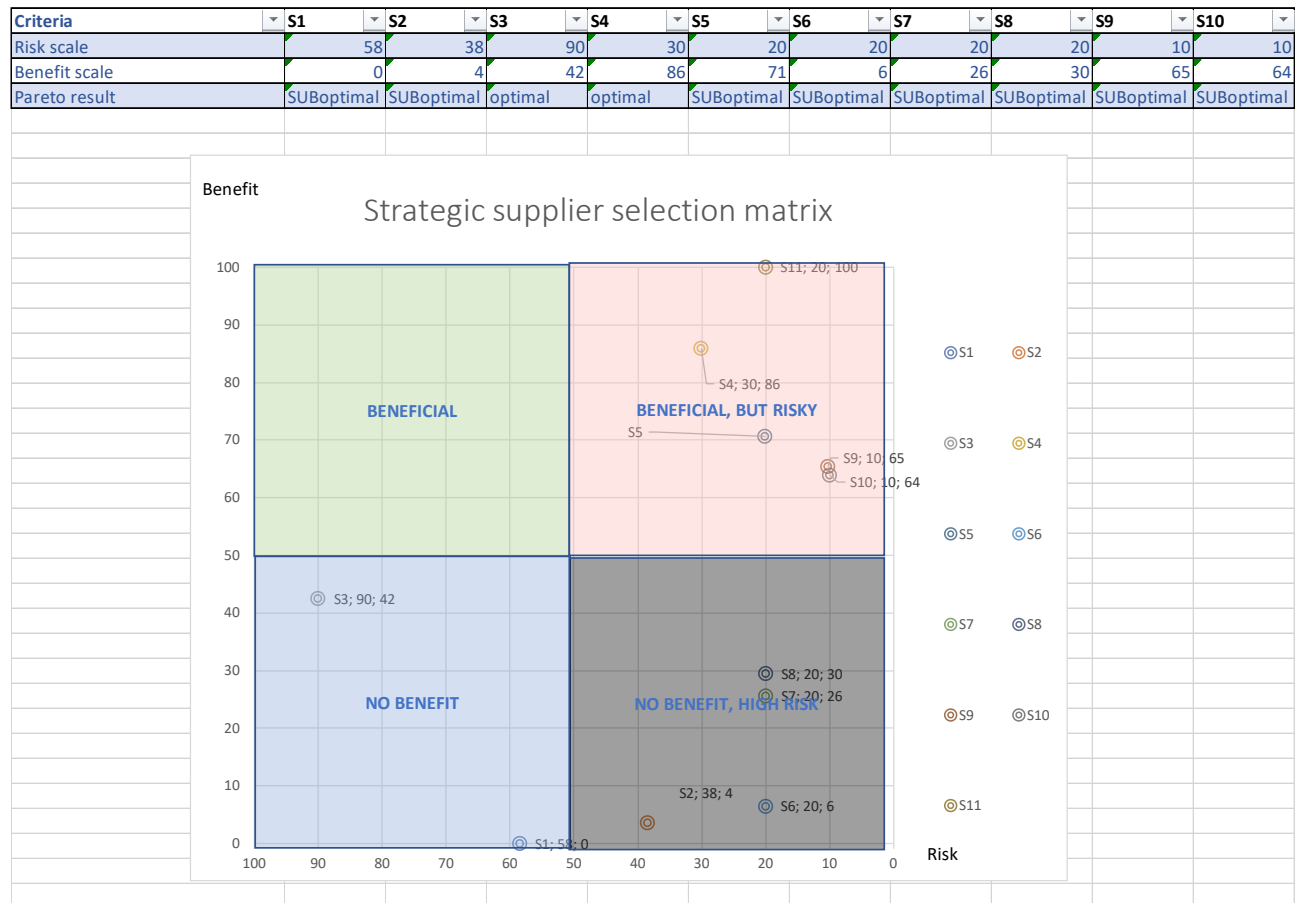 Criteria S1 S2 S3 S4 S5 S6 S7 S8 S9 S10
Risk scale 58 38 90 30 20 20 20 20 10 10
Benefit scale 0 4 42 86 71 6 26 30 65 64
Pareto result SUBoptimal SUBoptimal optimal optimal SUBoptimal SUBoptimal SUBoptimal SUBoptimal SUBoptimal SUBoptimal
Benefit
Strategic supplier selection matrix
100
S11; 20; 100
90
S1 S2
S4; 30; 86
80
BENEFICIAL
BENEFICIAL, BUT RISKY
S5
70
S3 S4
S9; 10; 65
S10; 10; 64
60
S5 S6
50
S3; 90; 42
40
S7 S8
30
S8; 20; 30
S7; 20; 26
NO BENEFIT
NO BENEFIT, HIGH RISK
S9 S10
20
10
S2; 38; 4
S6; 20; 6
S11
0
S1; 58; 0
100 90 80 70 60 50 40 30 20 10 0
Risk